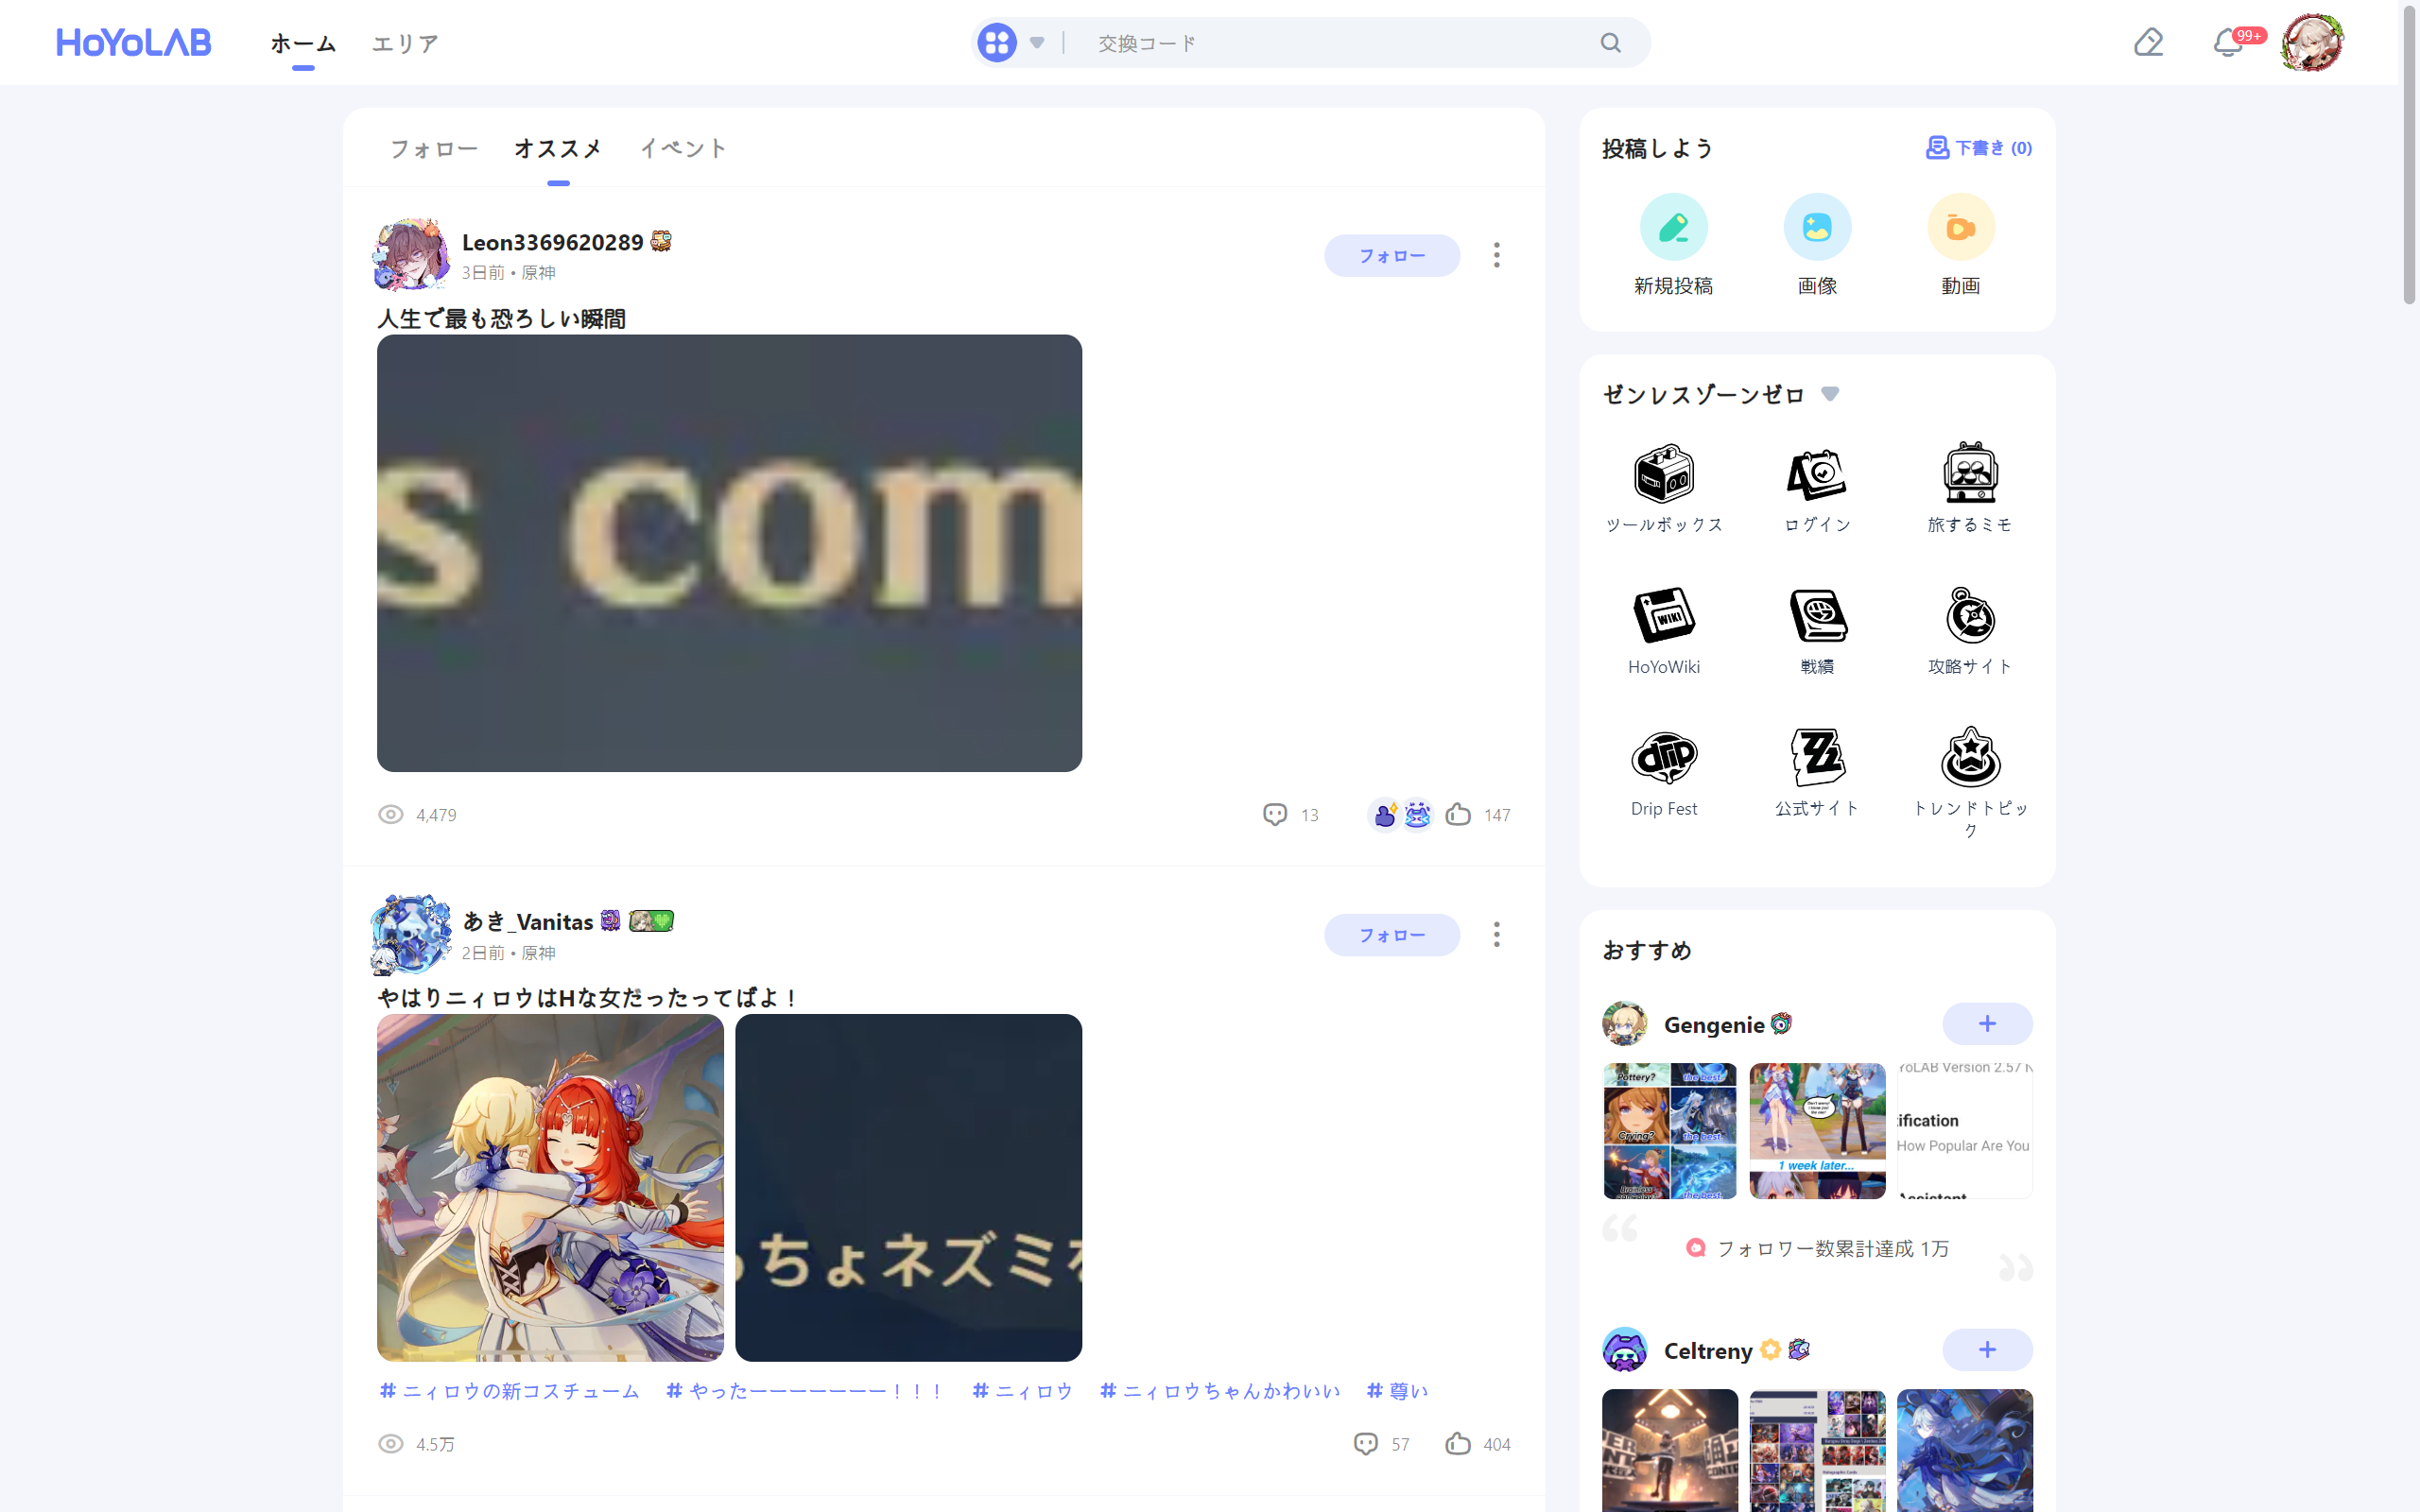 HoYoLAB
ホーム
エリア
交換コード
99+
フォロー
オススメ
イベント
Leon3369620289
3日前 • 原神
フォロー
人生で最も恐ろしい瞬間
s com
4,479
13
147
あき_Vanitas
2日前 • 原神
フォロー
やはりニィロウはHな女だったってばよ！
ちょネズミ
# ニィロウの新コスチューム
# やったーーーーーーー！！！
# ニィロウ
# ニィロウちゃんかわいい
# 尊い
4.5万
57
404
投稿しよう
下書き (0)
新規投稿
画像
動画
ゼンレスゾーンゼロ
ツールボックス
ログイン
旅するミモ
WIKI
HoYoWiki
戦績
攻略サイト
drip
Drip Fest
公式サイト
トレンドトピッ
ク
おすすめ
Gengenie
Pottery?
the best.
Crying?
the best.
the best.
1 week later...
YoLAB Version 2.57
ification
How Popular Are You
Assistant
フォロワー数累計達成 1万
Celtreny